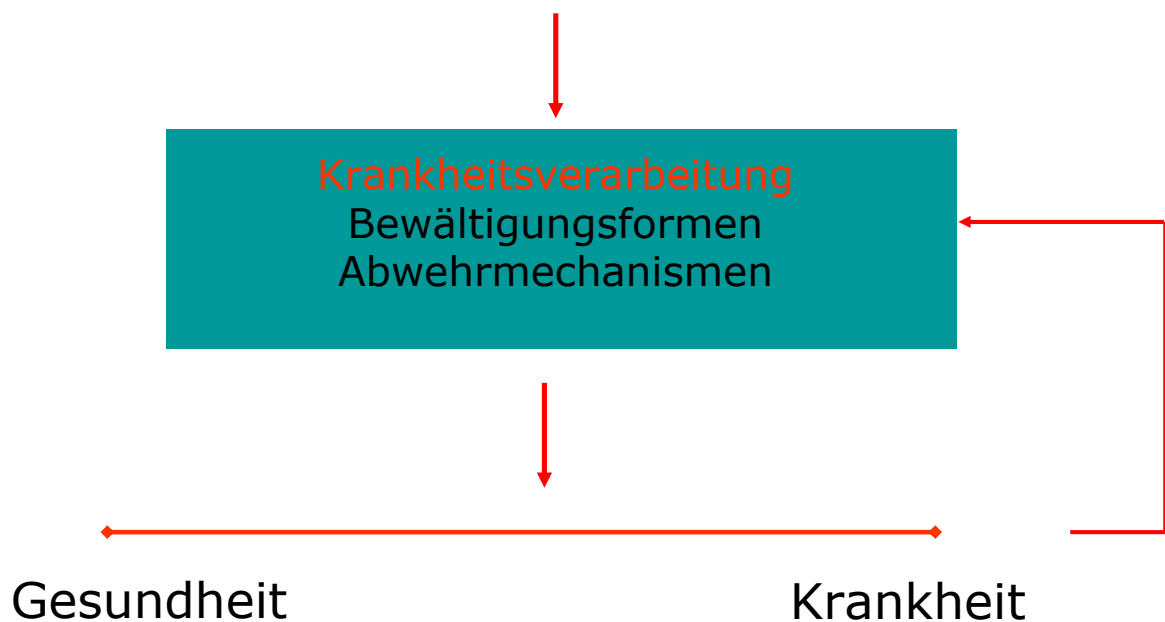 Krankheitsverarbeitung
Bewältigungsformen
Abwehrmechanismen
Gesundheit
Krankheit